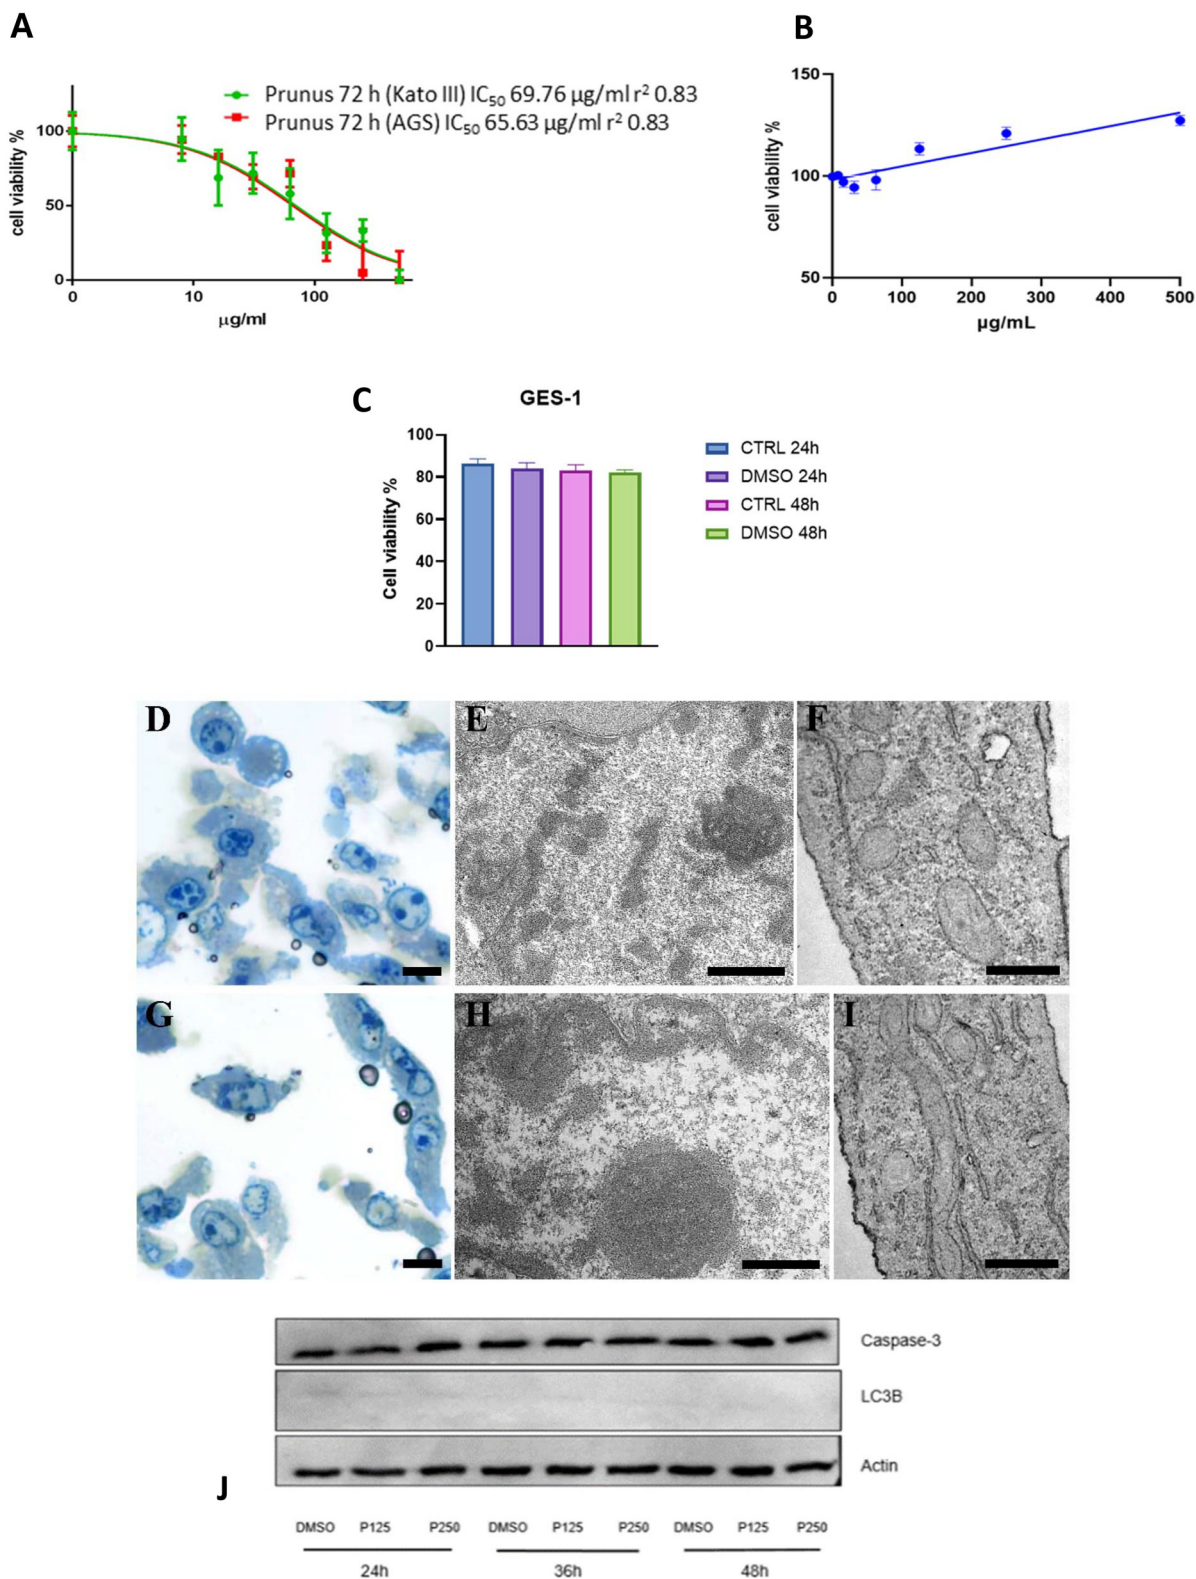 A
Prunus 72 h (Kato III) IC50 69.76 µg/ml r2 0.83
Prunus 72 h (AGS) IC50 65.63 µg/ml r2 0.83
cell viability %
100
50
0
0 10 100
µg/ml
B
cell viability %
150
100
50
0 100 200 300 400 500
µg/mL
C
GES-1
Cell viability %
100
80
60
40
20
0
CTRL 24h
DMSO 24h
CTRL 48h
DMSO 48h
D E F
G H I
Caspase-3
LC3B
Actin
J
DMSO P125 P250 DMSO P125 P250 DMSO P125 P250
24h 36h 48h